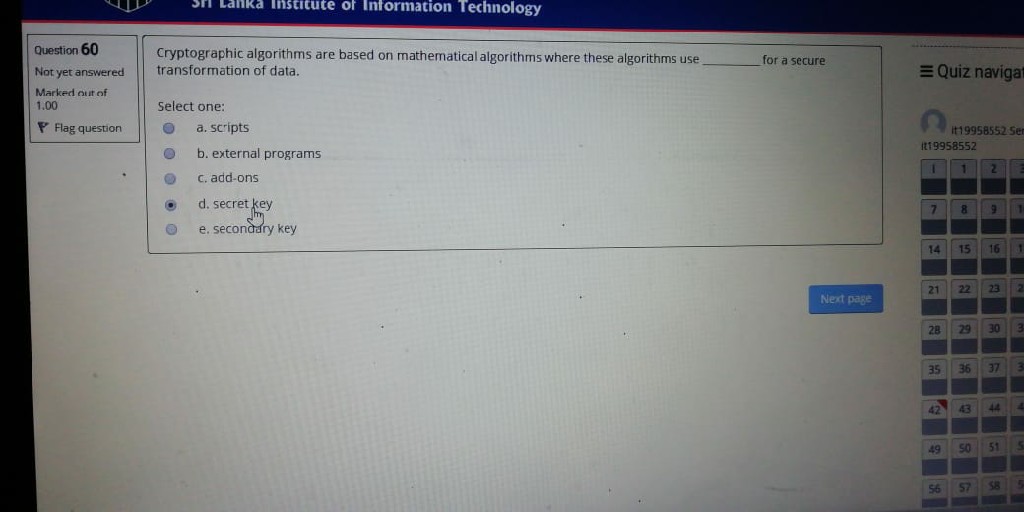 Sri Lanka Institute of Information Technology
Question 60
Not yet answered
Marked out of
1.00
Flag question
Cryptographic algorithms are based on mathematical algorithms where these algorithms use ________ for a secure
transformation of data.
Select one:
a. scripts
b. external programs
c. add-ons
d. secret key
e. secondary key
Next page
Quiz navigat
it19958552 Ser
it19958552
i 1 2
7 8 9 1
14 15 16 1
21 22 23 2
28 29 30 3
35 36 37 3
42 43 44 4
49 50 51 5
56 57 58 5